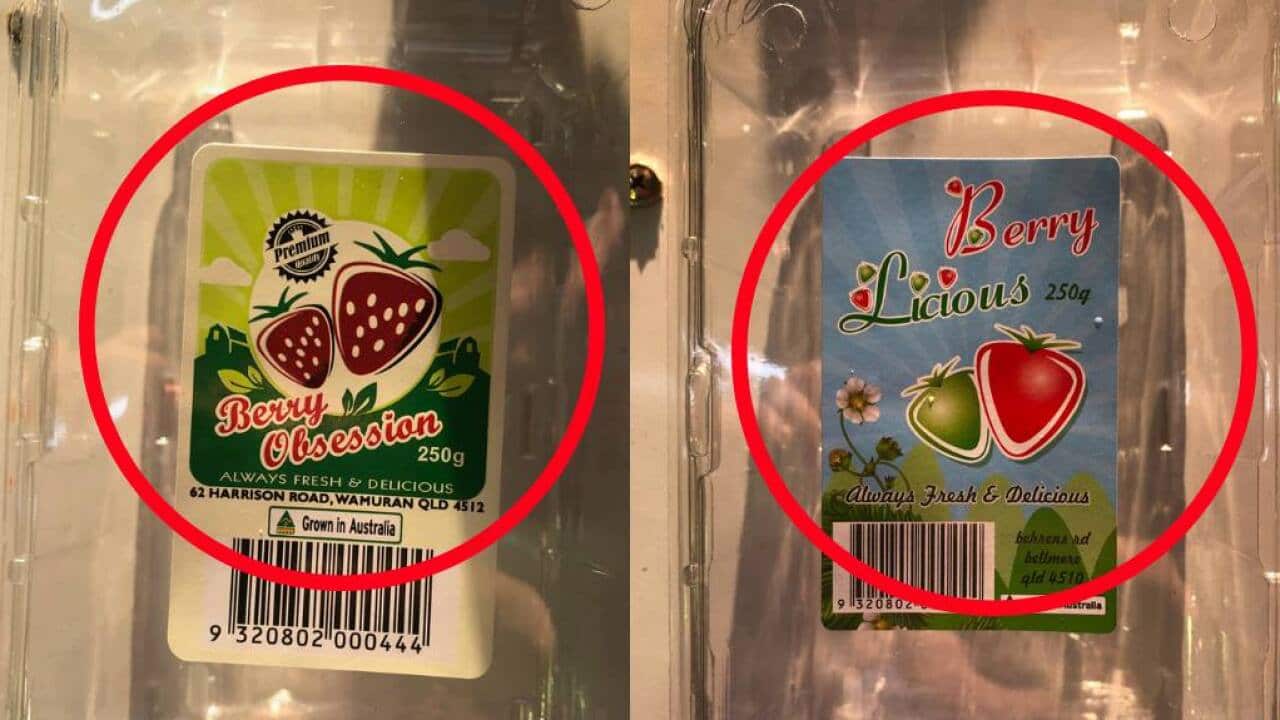 Premium
Quality
Berry
Obsession
250g
ALWAYS FRESH & DELICIOUS
62 HARRISON ROAD, WAMURAN QLD 4512
Grown in Australia
9 320802 000444
Berry
Licious 250g
Always Fresh & Delicious
behrens rd
bellmere
qld 4510
9 320802
Australia